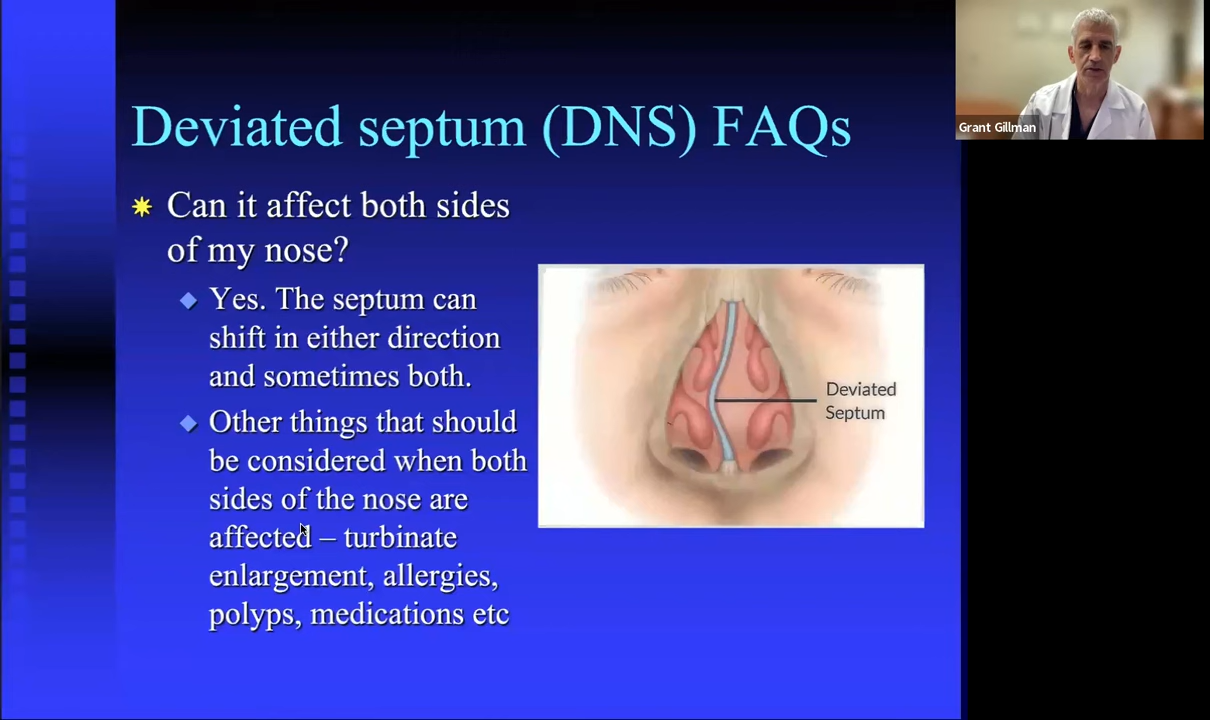 Deviated septum (DNS) FAQs
Can it affect both sides
of my nose?
Yes. The septum can
shift in either direction
and sometimes both.
Other things that should
be considered when both
sides of the nose are
affected – turbinate
enlargement, allergies,
polyps, medications etc
Deviated
Septum
Grant Gillman